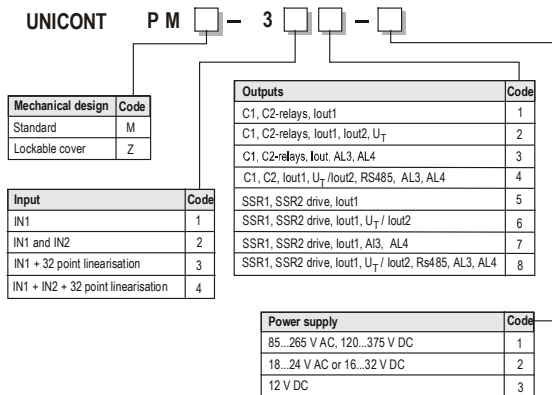 UNICONT PM – 3 –
Mechanical design Code
Standard M
Lockable cover Z
Input Code
IN1 1
IN1 and IN2 2
IN1 + 32 point linearisation 3
IN1 + IN2 + 32 point linearisation 4
Outputs Code
C1, C2-relays, Iout1 1
C1, C2-relays, Iout1, Iout2, UT 2
C1, C2-relays, Iout, AL3, AL4 3
C1, C2, Iout1, UT /Iout2, RS485, AL3, AL4 4
SSR1, SSR2 drive, Iout1 5
SSR1, SSR2 drive, Iout1, UT / Iout2 6
SSR1, SSR2 drive, Iout1, Al3, AL4 7
SSR1, SSR2 drive, Iout1, UT / Iout2, Rs485, AL3, AL4 8
Power supply Code
85...265 V AC, 120...375 V DC 1
18...24 V AC or 16...32 V DC 2
12 V DC 3